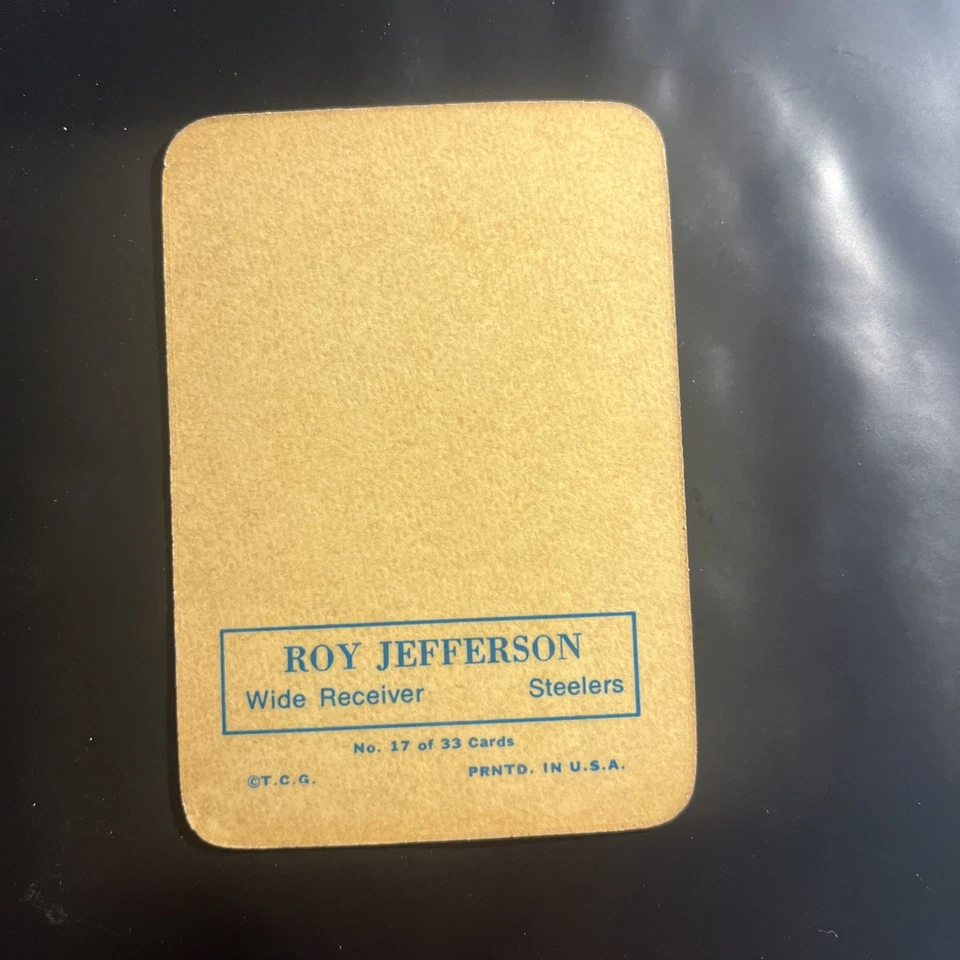 ROY JEFFERSON
Wide Receiver Steelers
No. 17 of 33 Cards
©T.C.G. PRNTD. IN U.S.A.